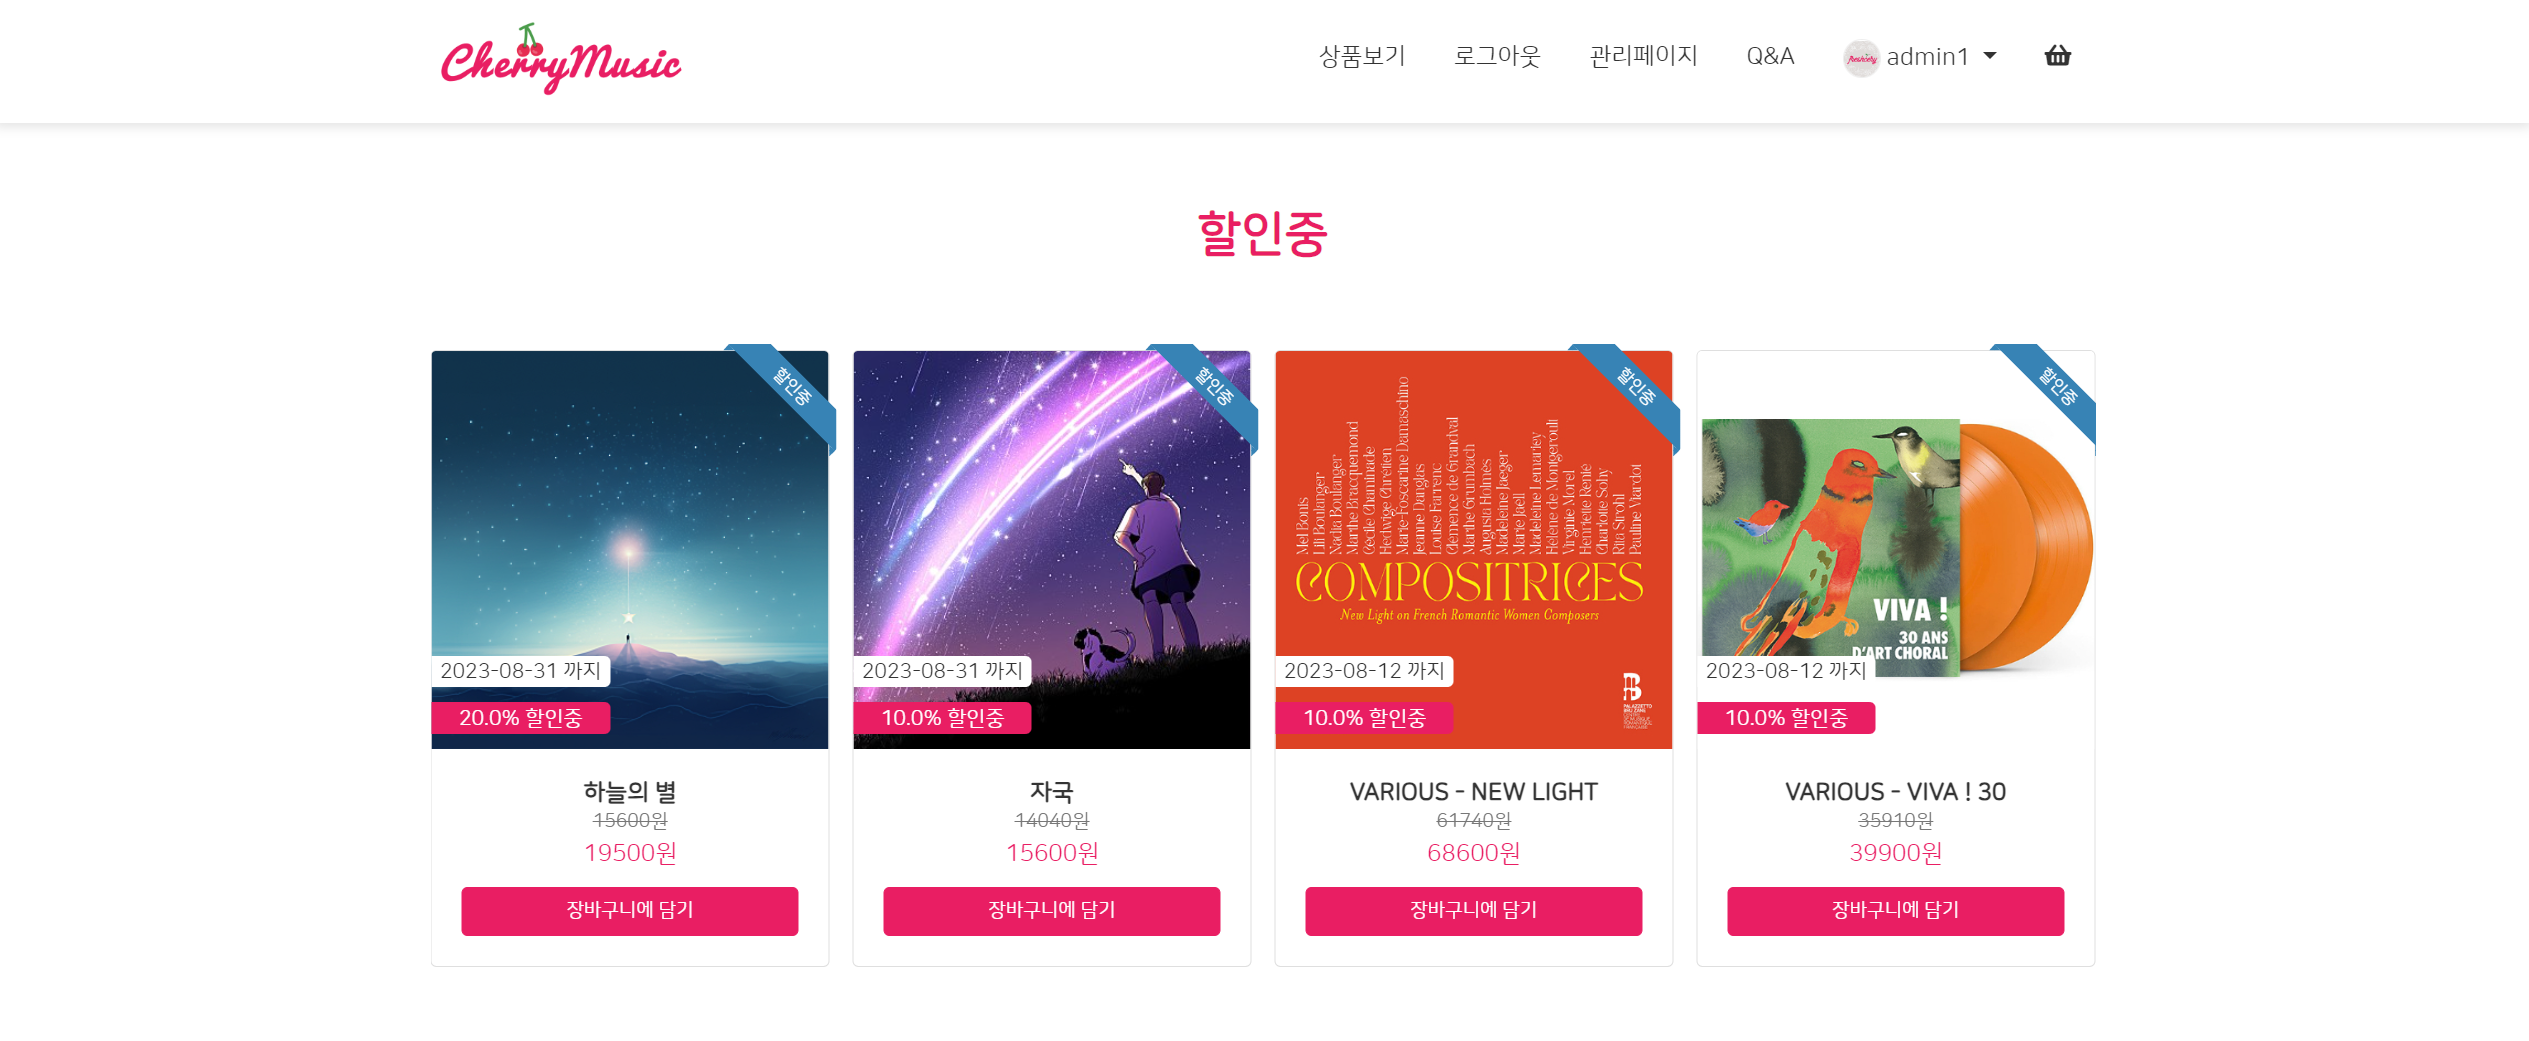 CherryMusic
상품보기
로그아웃
관리페이지
Q&A
admin1
할인중
할인중
2023-08-31 까지
20.0% 할인중
하늘의 별
15600원
19500원
장바구니에 담기
할인중
2023-08-31 까지
10.0% 할인중
자국
14040원
15600원
장바구니에 담기
할인중
Mel Bonis
Lili Boulanger
Nadia Boulanger
Marthe Bracquemond
Cécile Chaminade
Hedwige Chrétien
Marie-Foscarine Damaschino
Jeanne Danglas
Louise Farrenc
Clémence de Grandval
Marthe Grumbach
Augusta Holmès
Madeleine Jaeger
Marie Jaëll
Madeleine Lemariey
Hélène de Montgeroult
Virginie Morel
Henriette Renié
Charlotte Sohy
Rita Strohl
Pauline Viardot
COMPOSITRICES
New Light on French Romantic Women Composers
2023-08-12 까지
10.0% 할인중
VARIOUS - NEW LIGHT
61740원
68600원
장바구니에 담기
할인중
VIVA !
30 ANS
D'ART CHORAL
2023-08-12 까지
10.0% 할인중
VARIOUS - VIVA ! 30
35910원
39900원
장바구니에 담기